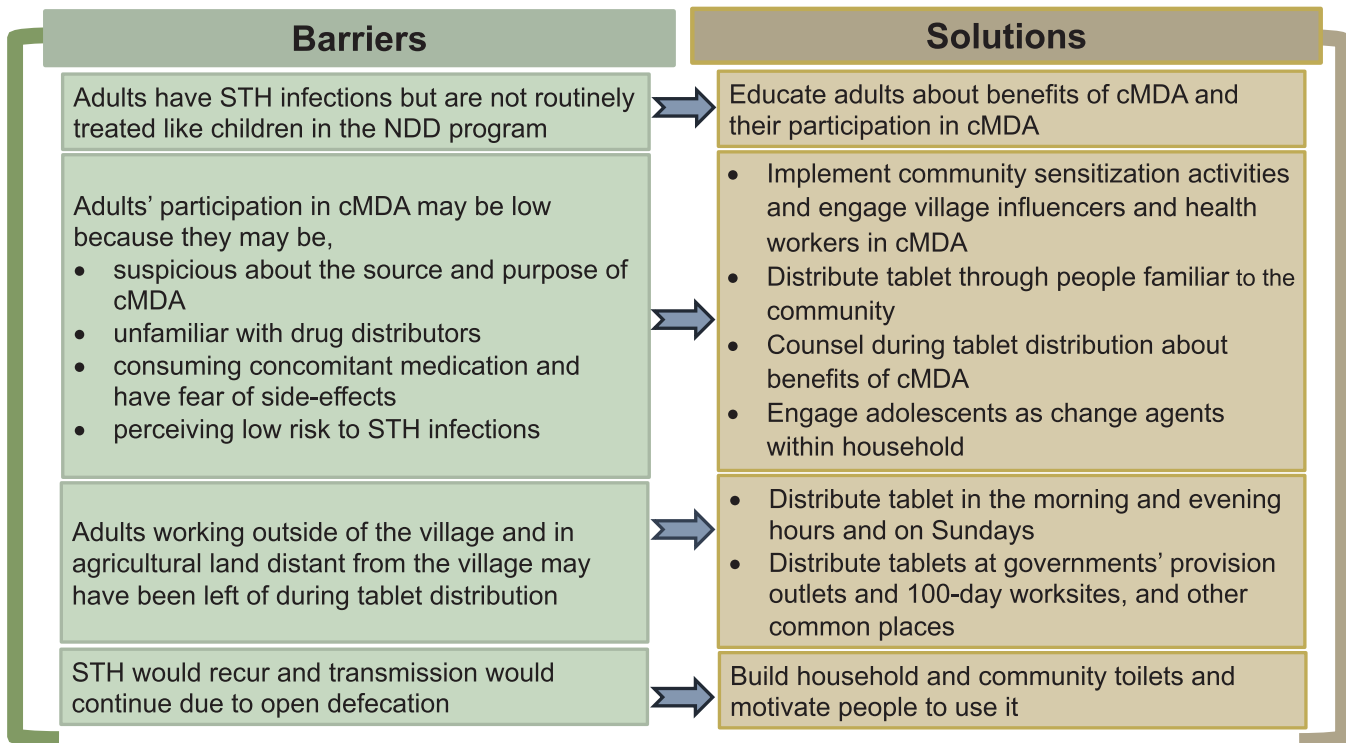 Barriers
Solutions
Adults have STH infections but are not routinely
treated like children in the NDD program
Educate adults about benefits of cMDA and
their participation in cMDA
Adults' participation in cMDA may be low
because they may be,
• suspicious about the source and purpose of
cMDA
• unfamiliar with drug distributors
• consuming concomitant medication and
have fear of side-effects
• perceiving low risk to STH infections
• Implement community sensitization activities
and engage village influencers and health
workers in cMDA
• Distribute tablet through people familiar to the
community
• Counsel during tablet distribution about
benefits of cMDA
• Engage adolescents as change agents
within household
Adults working outside of the village and in
agricultural land distant from the village may
have been left of during tablet distribution
• Distribute tablet in the morning and evening
hours and on Sundays
• Distribute tablets at governments' provision
outlets and 100-day worksites, and other
common places
STH would recur and transmission would
continue due to open defecation
Build household and community toilets and
motivate people to use it